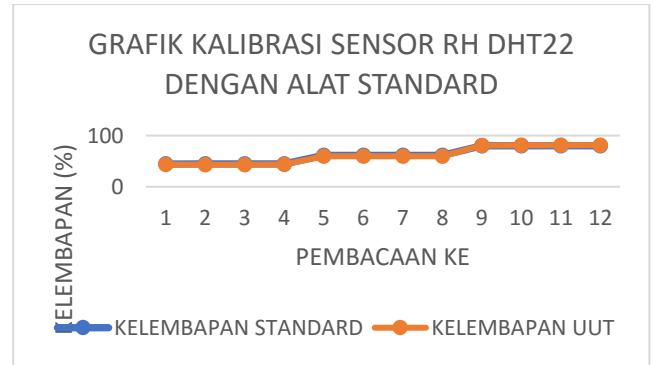 GRAFIK KALIBRASI SENSOR RH DHT22
DENGAN ALAT STANDARD
KELEMBAPAN (%)
100
0
1 2 3 4 5 6 7 8 9 10 11 12
PEMBACAAN KE
KELEMBAPAN STANDARD KELEMBAPAN UUT